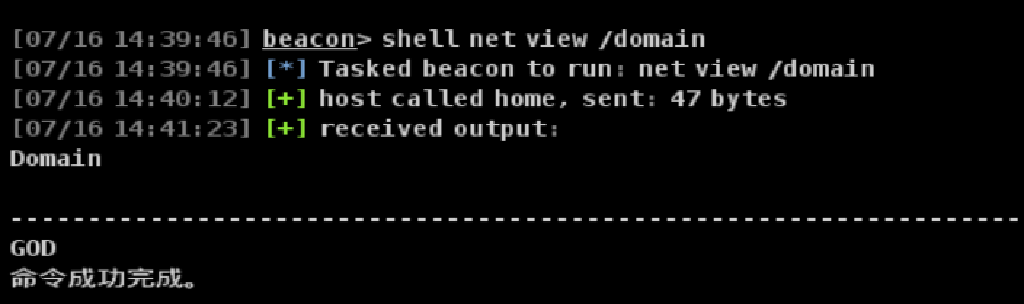 [07/16 14:39:46] beacon> shell net view /domain
[07/16 14:39:46] [*] Tasked beacon to run: net view /domain
[07/16 14:40:12] [+] host called home, sent: 47 bytes
[07/16 14:41:23] [+] received output:
Domain
-------------------------------------------------------------------
GOD
命令成功完成。